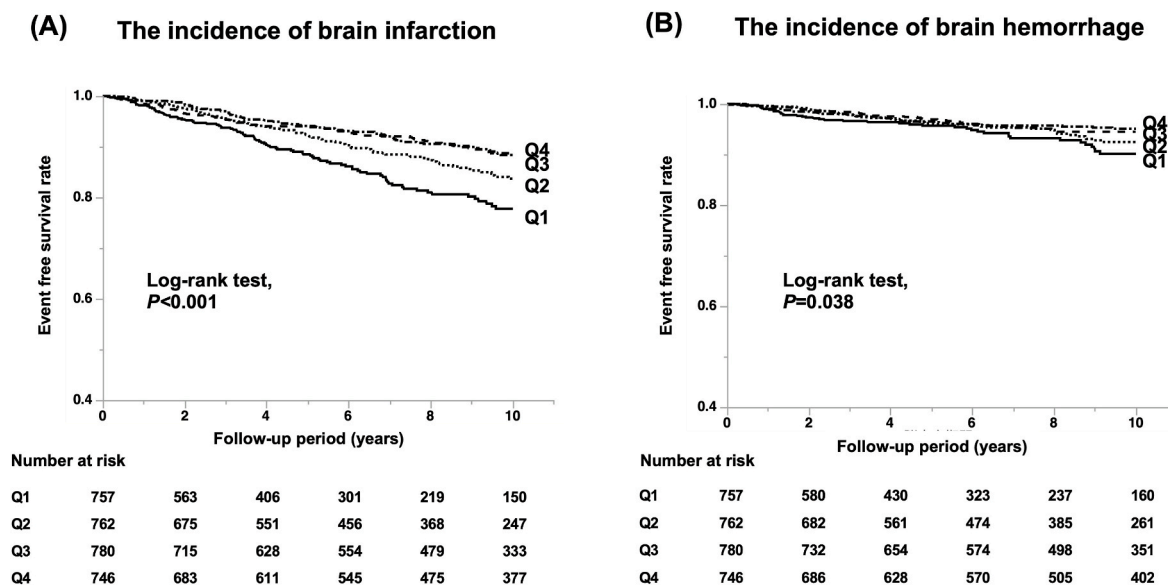 (A) The incidence of brain infarction
1.0
0.8
0.6
0.4
Event free survival rate
Q4
Q3
Q2
Q1
Log-rank test,
P<0.001
0 2 4 6 8 10
Follow-up period (years)
Number at risk
Q1 757 563 406 301 219 150
Q2 762 675 551 456 368 247
Q3 780 715 628 554 479 333
Q4 746 683 611 545 475 377
(B) The incidence of brain hemorrhage
1.0
0.8
0.6
0.4
Event free survival rate
Q4
Q3
Q2
Q1
Log-rank test,
P=0.038
0 2 4 6 8 10
Follow-up period (years)
Number at risk
Q1 757 580 430 323 237 160
Q2 762 682 561 474 385 261
Q3 780 732 654 574 498 351
Q4 746 686 628 570 505 402